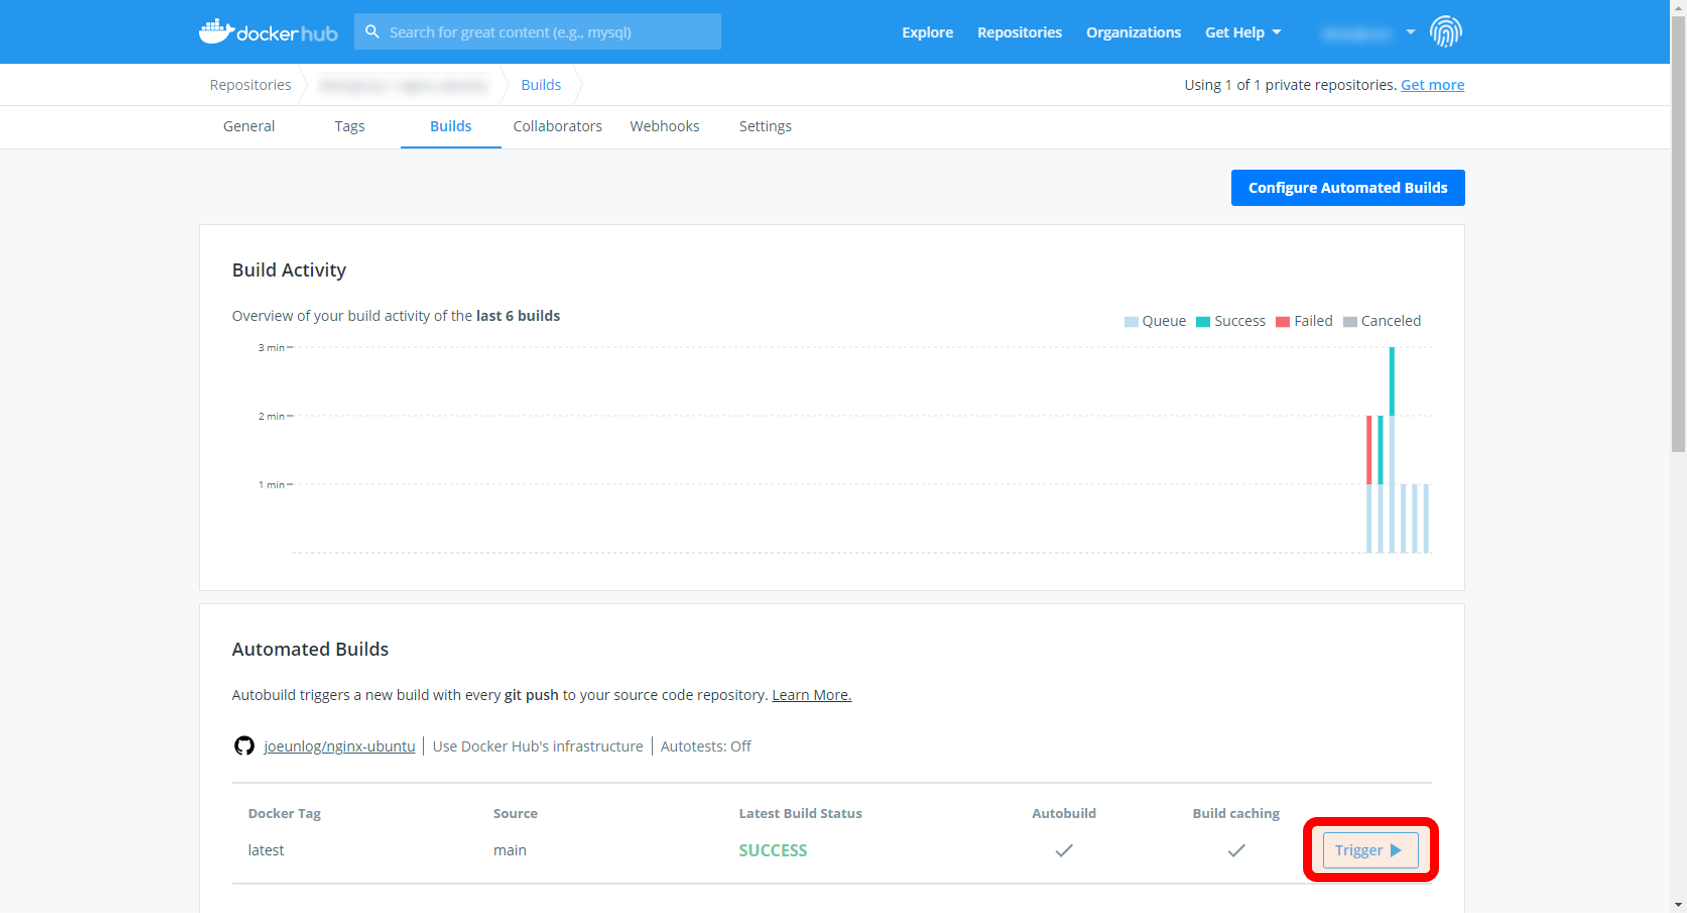 docker hub
Search for great content (e.g., mysql)
Explore
Repositories
Organizations
Get Help
Repositories
Builds
Using 1 of 1 private repositories. Get more
General
Tags
Builds
Collaborators
Webhooks
Settings
Configure Automated Builds
Build Activity
Overview of your build activity of the last 6 builds
Queue
Success
Failed
Canceled
3 min
2 min
1 min
Automated Builds
Autobuild triggers a new build with every git push to your source code repository. Learn More.
joeunlog/nginx-ubuntu
Use Docker Hub's infrastructure
Autotests: Off
Docker Tag
Source
Latest Build Status
Autobuild
Build caching
latest
main
SUCCESS
Trigger